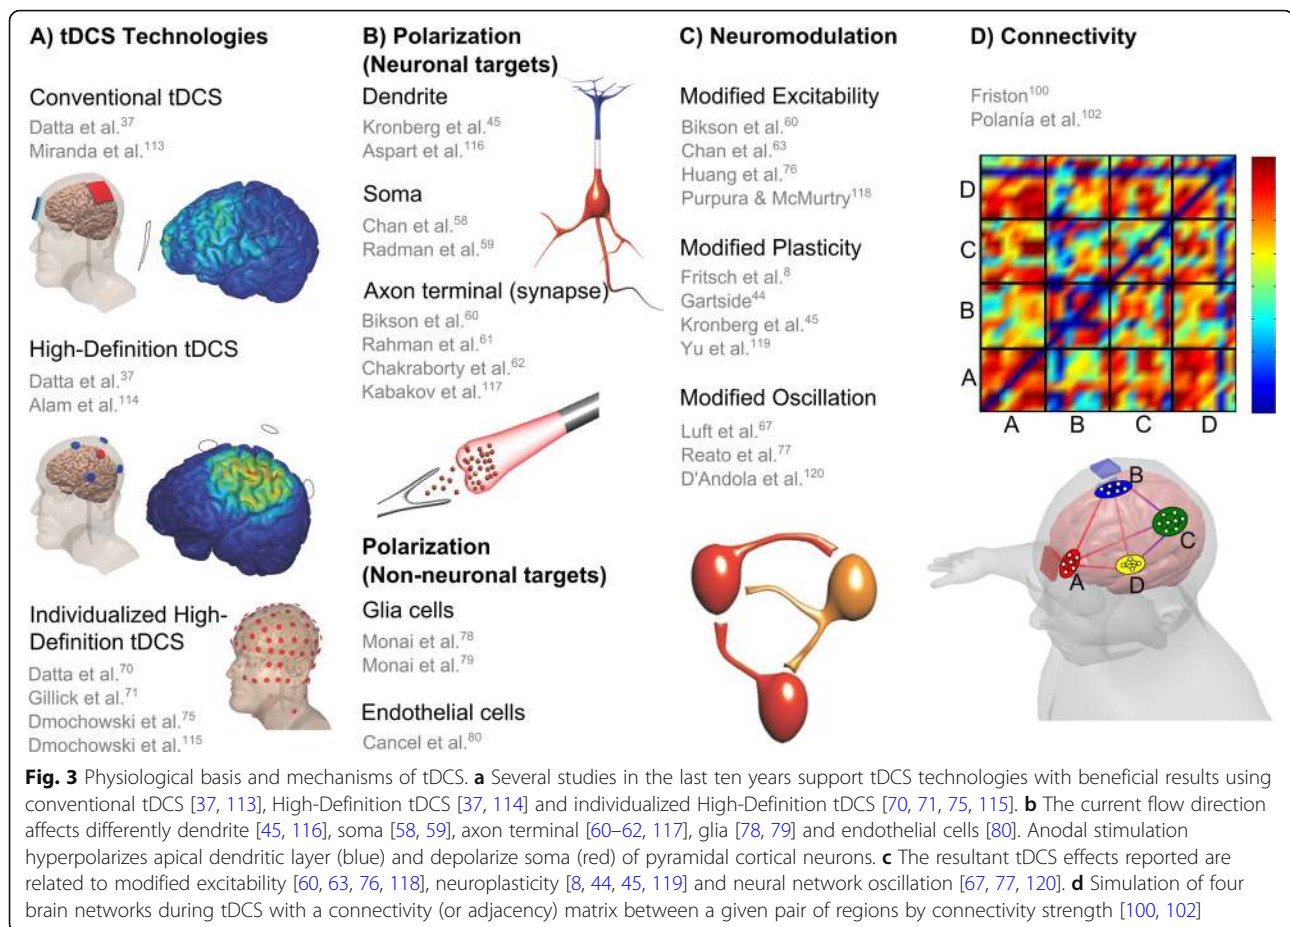 A) tDCS Technologies
Conventional tDCS
Datta et al.37
Miranda et al.113
High-Definition tDCS
Datta et al.37
Alam et al.114
Individualized High-
Definition tDCS
Datta et al.70
Gillick et al.71
Dmochowski et al.75
Dmochowski et al.115
B) Polarization
(Neuronal targets)
Dendrite
Kronberg et al.45
Aspart et al.116
Soma
Chan et al.58
Radman et al.59
Axon terminal (synapse)
Bikson et al.60
Rahman et al.61
Chakraborty et al.62
Kabakov et al.117
Polarization
(Non-neuronal targets)
Glia cells
Monai et al.78
Monai et al.79
Endothelial cells
Cancel et al.80
C) Neuromodulation
Modified Excitability
Bikson et al.60
Chan et al.63
Huang et al.76
Purpura & McMurtry118
Modified Plasticity
Fritsch et al.8
Gartside44
Kronberg et al.45
Yu et al.119
Modified Oscillation
Luft et al.67
Reato et al.77
D'Andola et al.120
D) Connectivity
Friston100
Polanía et al.102
D
C
B
A
A B C D
B
C
A D
Fig. 3 Physiological basis and mechanisms of tDCS. a Several studies in the last ten years support tDCS technologies with beneficial results using
conventional tDCS [37, 113], High-Definition tDCS [37, 114] and individualized High-Definition tDCS [70, 71, 75, 115]. b The current flow direction
affects differently dendrite [45, 116], soma [58, 59], axon terminal [60–62, 117], glia [78, 79] and endothelial cells [80]. Anodal stimulation
hyperpolarizes apical dendritic layer (blue) and depolarize soma (red) of pyramidal cortical neurons. c The resultant tDCS effects reported are
related to modified excitability [60, 63, 76, 118], neuroplasticity [8, 44, 45, 119] and neural network oscillation [67, 77, 120]. d Simulation of four
brain networks during tDCS with a connectivity (or adjacency) matrix between a given pair of regions by connectivity strength [100, 102]